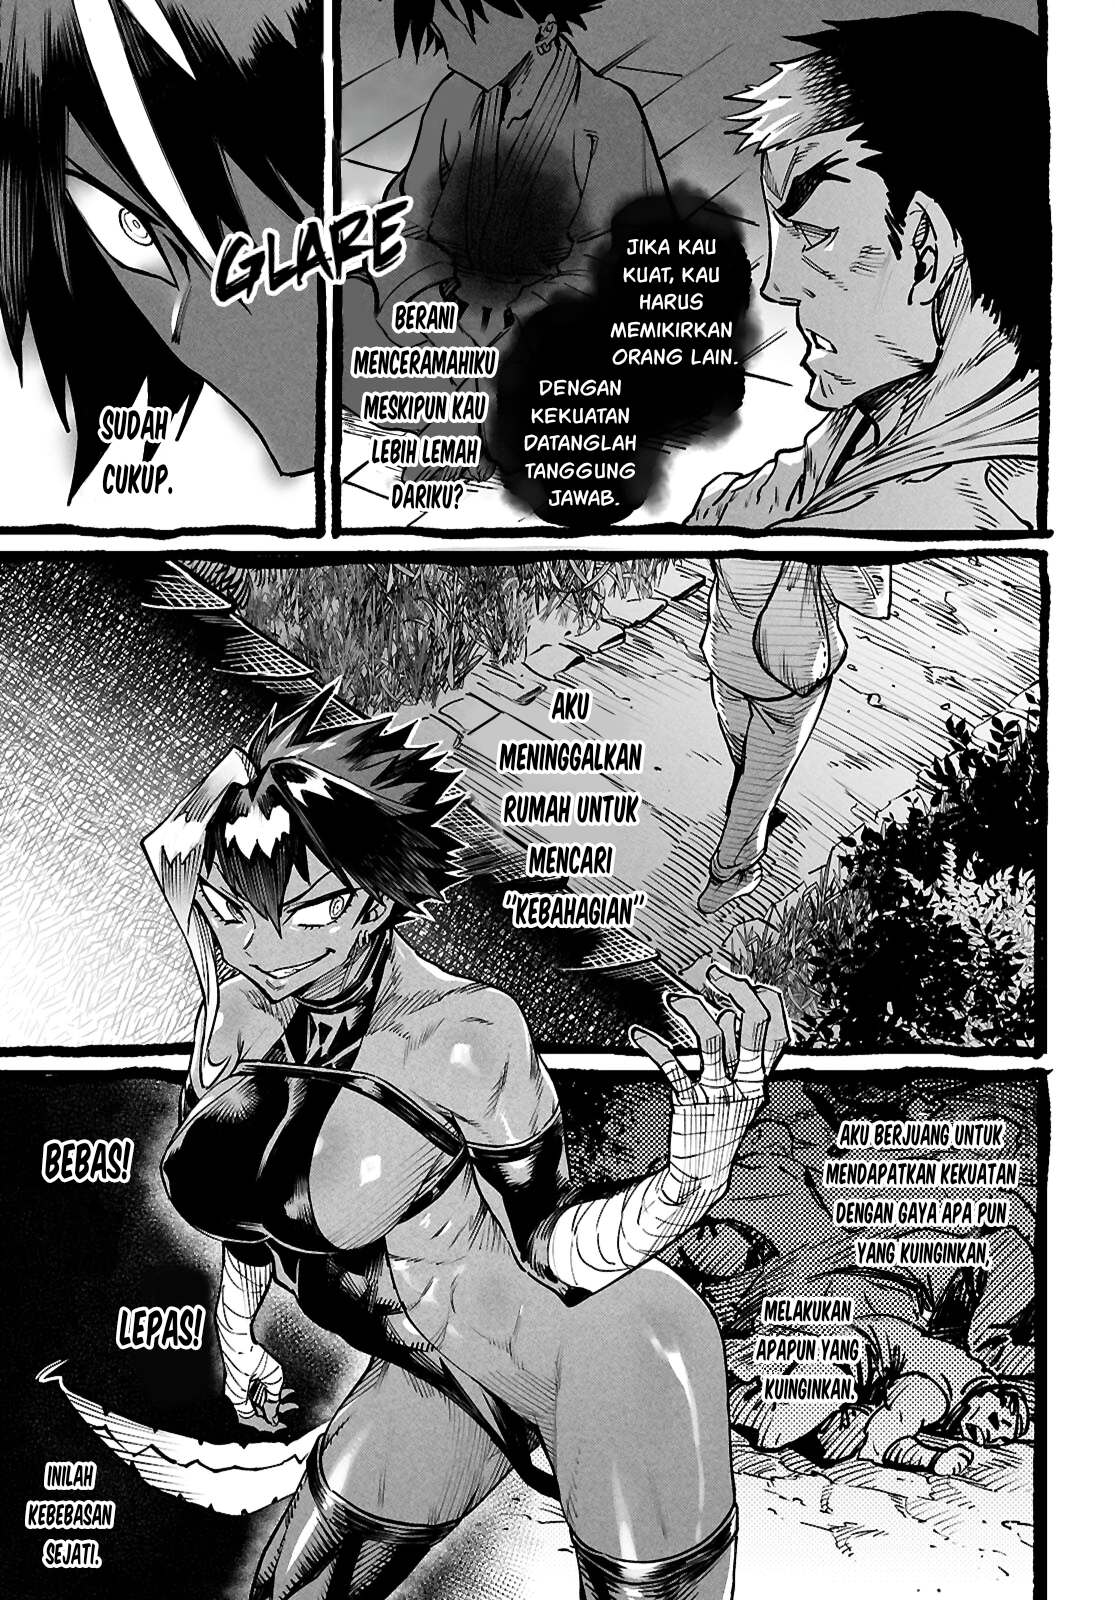 JIKA KAU
KUAT, KAU
HARUS
MEMIKIRKAN
ORANG LAIN.
DENGAN
KEKUATAN
DATANGLAH
TANGGUNG
JAWAB.
BERANI
MENCERAMAHIKU
MESKIPUN KAU
LEBIH LEMAH
DARIKU?
GLARE
SUDAH
CUKUP.
AKU
MENINGGALKAN
RUMAH UNTUK
MENCARI
"KEBAHAGIAN"
AKU BERJUANG UNTUK
MENDAPATKAN KEKUATAN
DENGAN GAYA APA PUN
YANG KUINGINKAN,
MELAKUKAN
APAPUN YANG
KUINGINKAN.
BEBAS!
LEPAS!
INILAH
KEBEBASAN
SEJATI.